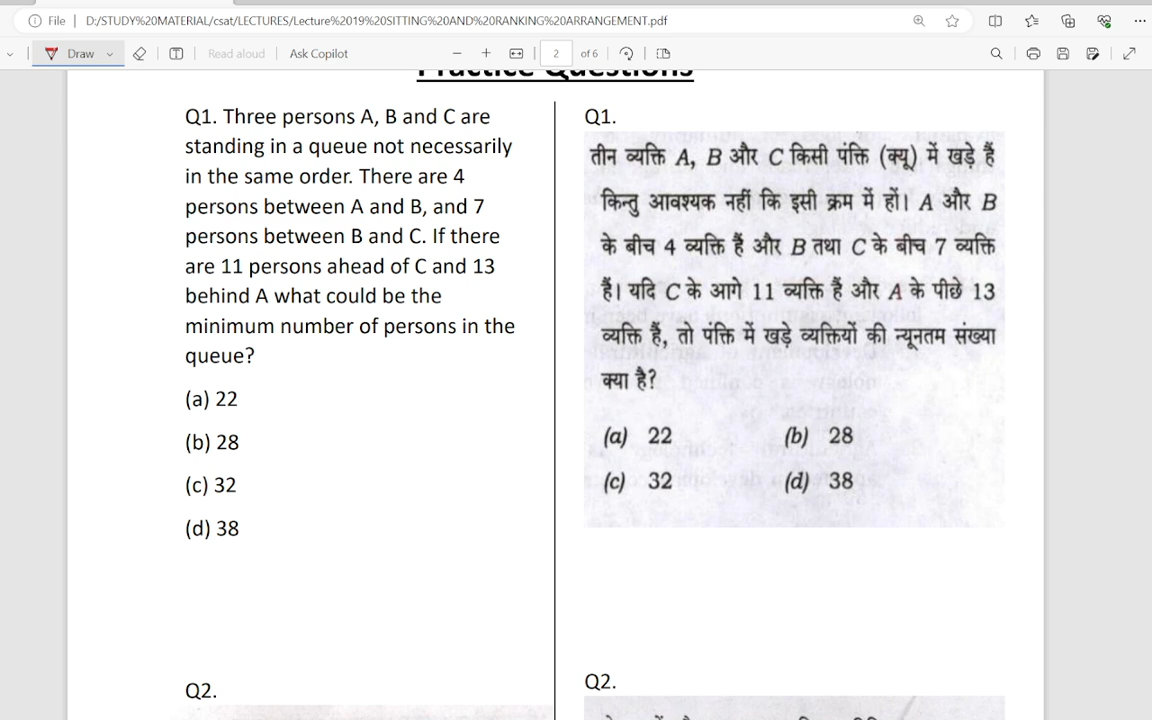 File
D:/STUDY%20MATERIAL/csat/LECTURES/Lecture%2019%20SITTING%20AND%20RANKING%20ARRANGEMENT.pdf
Draw
Read aloud
Ask Copilot
2 of 6
Practice Questions
Q1. Three persons A, B and C are
standing in a queue not necessarily
in the same order. There are 4
persons between A and B, and 7
persons between B and C. If there
are 11 persons ahead of C and 13
behind A what could be the
minimum number of persons in the
queue?
(a) 22
(b) 28
(c) 32
(d) 38
Q2.
Q1.
तीन व्यक्ति A, B और C किसी पंक्ति (क्यू) में खड़े हैं
किन्तु आवश्यक नहीं कि इसी क्रम में हों। A और B
के बीच 4 व्यक्ति हैं और B तथा C के बीच 7 व्यक्ति
हैं। यदि C के आगे 11 व्यक्ति हैं और A के पीछे 13
व्यक्ति हैं, तो पंक्ति में खड़े व्यक्तियों की न्यूनतम संख्या
क्या है?
(a) 22 (b) 28
(c) 32 (d) 38
Q2.